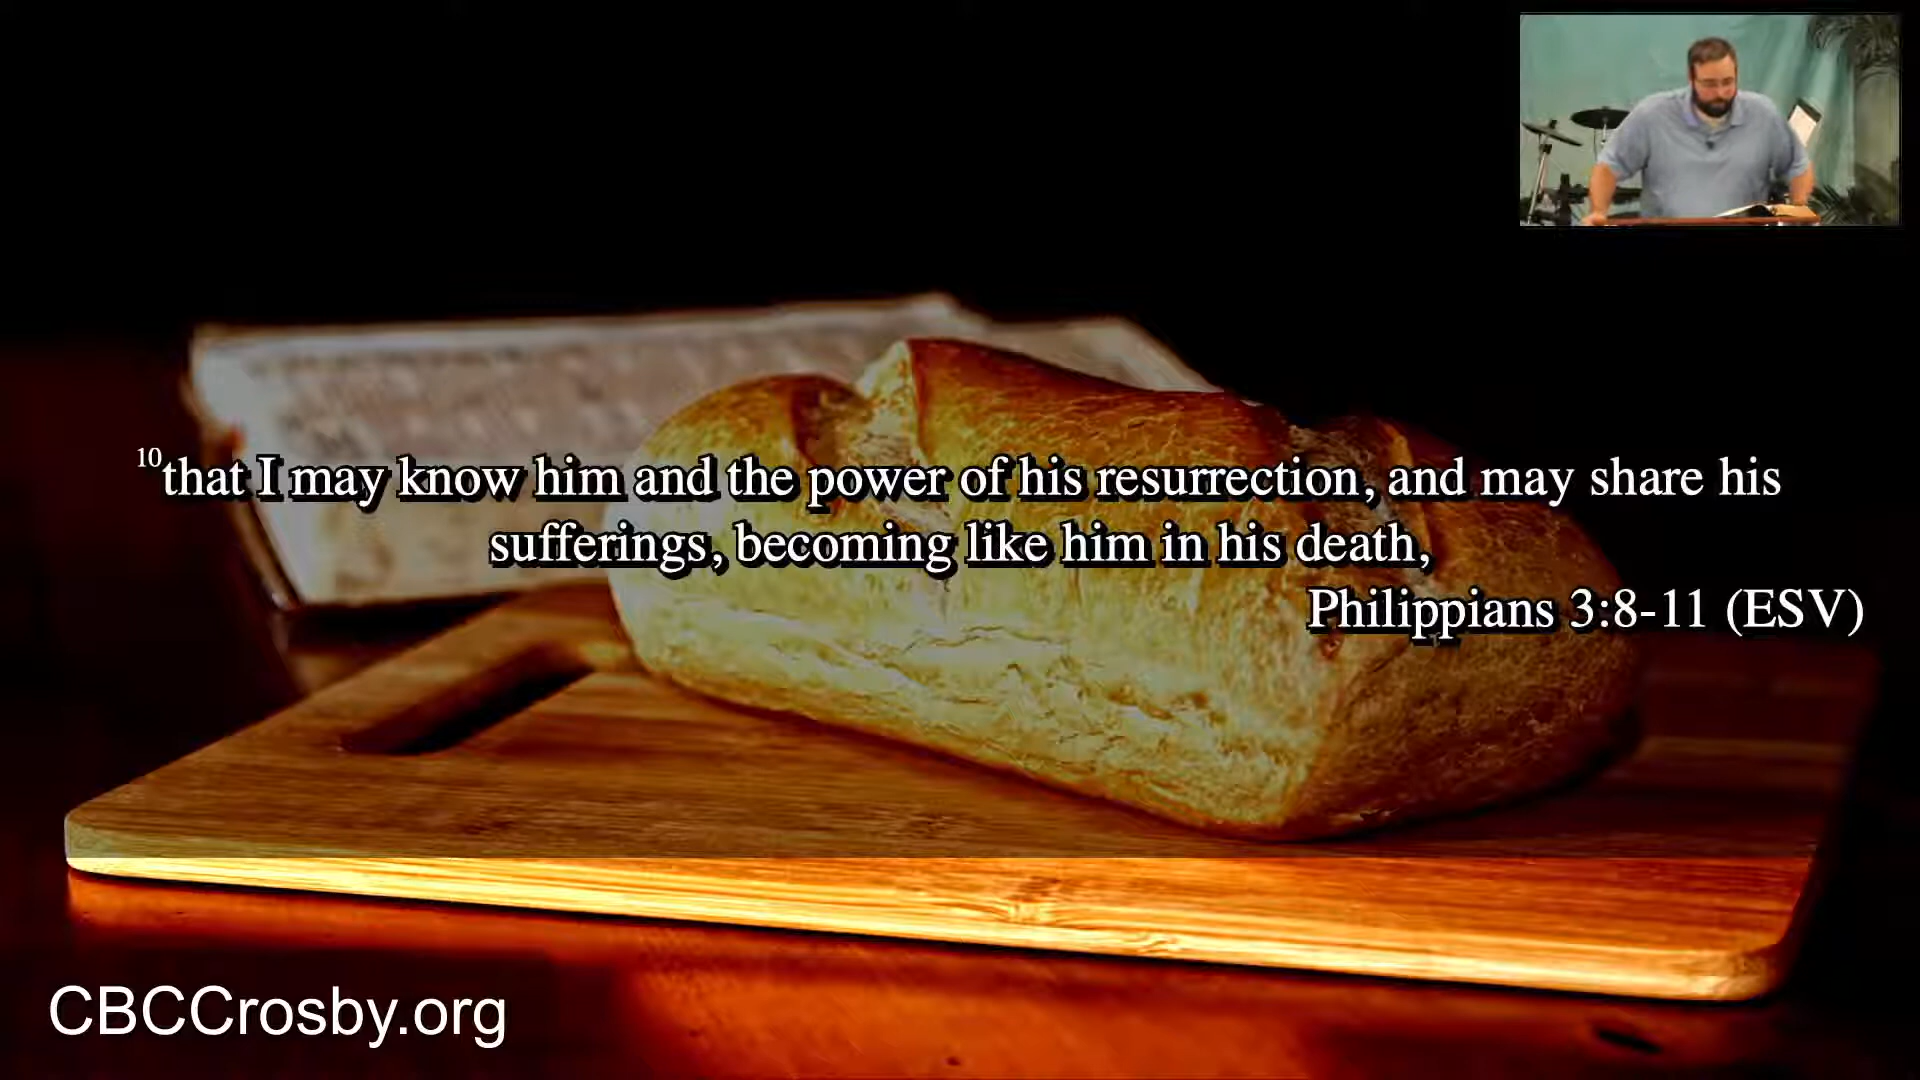 10that I may know him and the power of his resurrection, and may share his
sufferings, becoming like him in his death,
Philippians 3:8-11 (ESV)
CBCCrosby.org